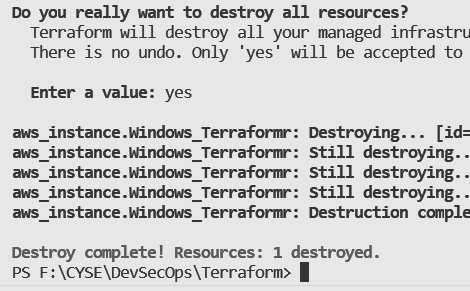 Do you really want to destroy all resources?
Terraform will destroy all your managed infrastru
There is no undo. Only 'yes' will be accepted to
Enter a value: yes
aws_instance.Windows_Terraformr: Destroying... [id=
aws_instance.Windows_Terraformr: Still destroying..
aws_instance.Windows_Terraformr: Still destroying..
aws_instance.Windows_Terraformr: Still destroying..
aws_instance.Windows_Terraformr: Destruction comple
Destroy complete! Resources: 1 destroyed.
PS F:\CYSE\DevSecOps\Terraform>